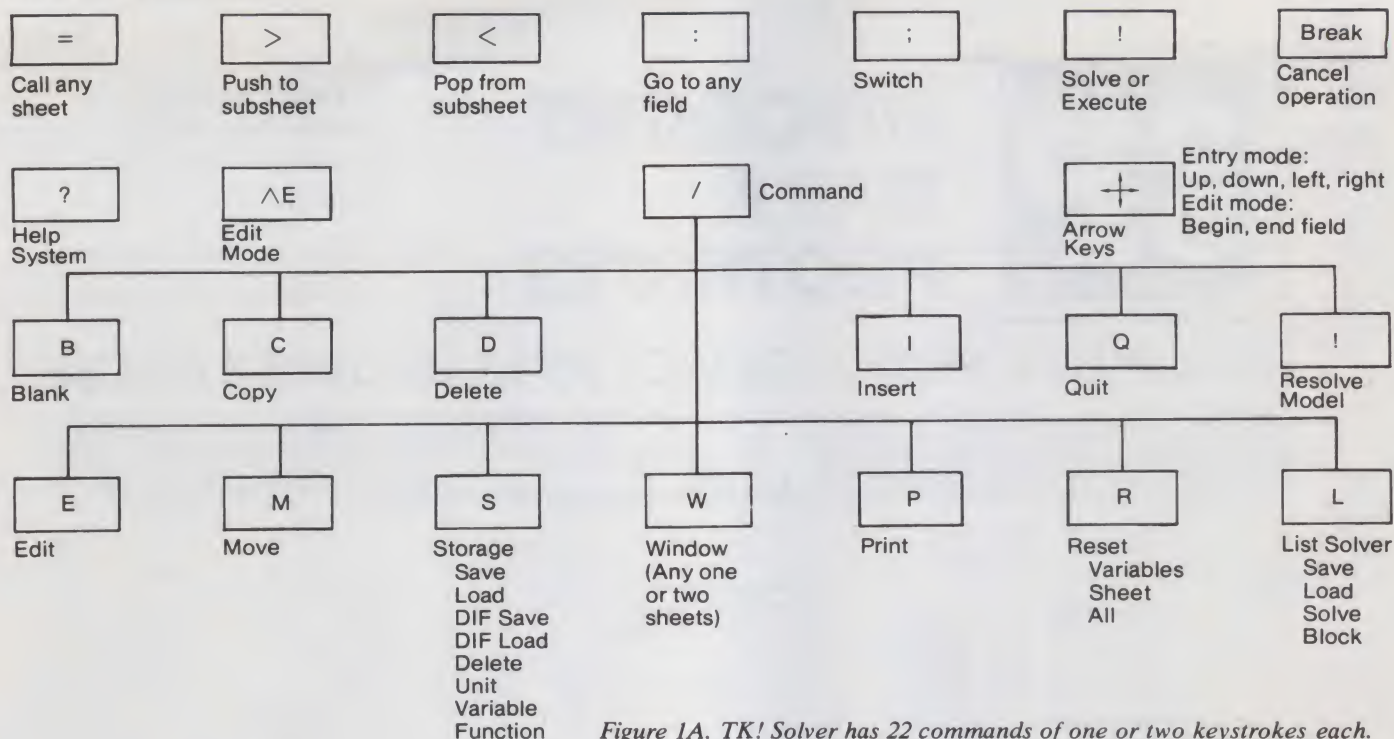 =
Call any
sheet
>
Push to
subsheet
<
Pop from
subsheet
:
Go to any
field
;
Switch
!
Solve or
Execute
Break
Cancel
operation
?
Help
System
∧E
Edit
Mode
/
Command
Arrow
Keys
Entry mode:
Up, down, left, right
Edit mode:
Begin, end field
B
Blank
C
Copy
D
Delete
I
Insert
Q
Quit
!
Resolve
Model
E
Edit
M
Move
S
Storage
Save
Load
DIF Save
DIF Load
Delete
Unit
Variable
Function
W
Window
(Any one
or two
sheets)
P
Print
R
Reset
Variables
Sheet
All
L
List Solver
Save
Load
Solve
Block
Figure 1A. TK! Solver has 22 commands of one or two keystrokes each.